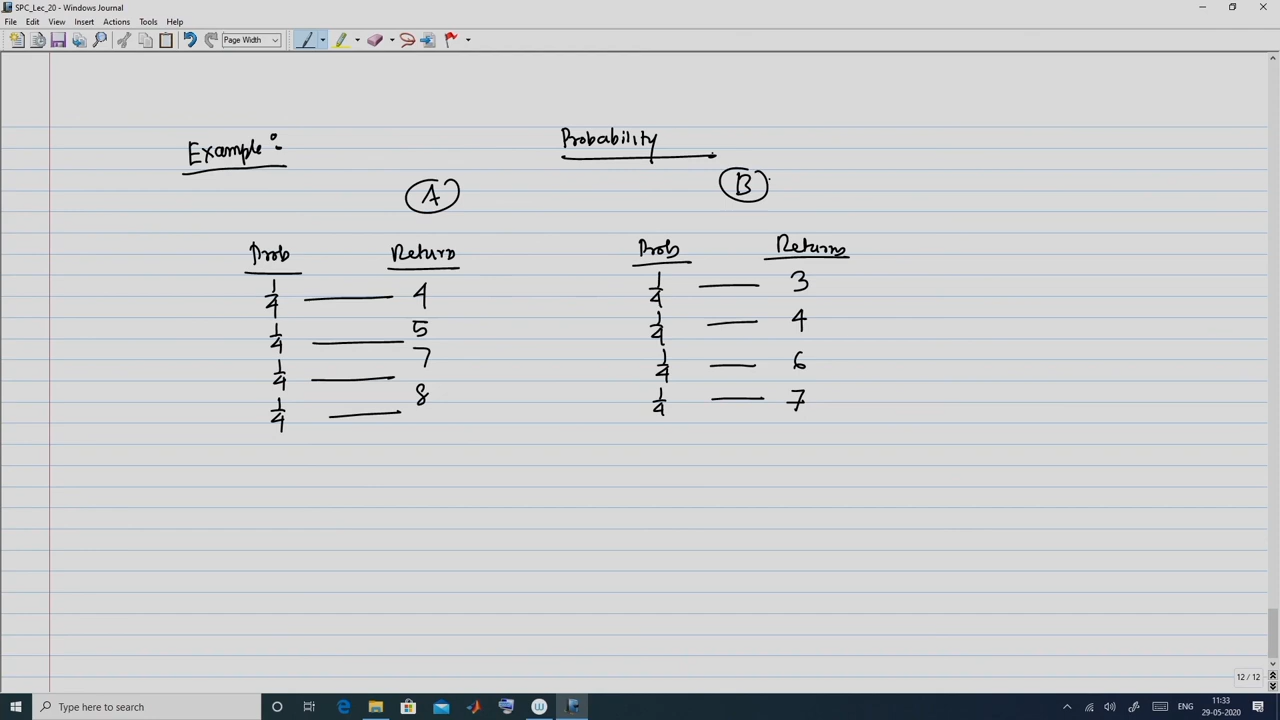 SPC_Lec_20 - Windows Journal
File Edit View Insert Actions Tools Help
Page Width
Example:
Probability
A
B
Prob Return
1/4 4
1/4 5
1/4 7
1/4 8
Prob Returns
1/4 3
1/4 4
1/4 6
1/4 7
12 / 12
Type here to search
ENG
11:33
29-05-2020